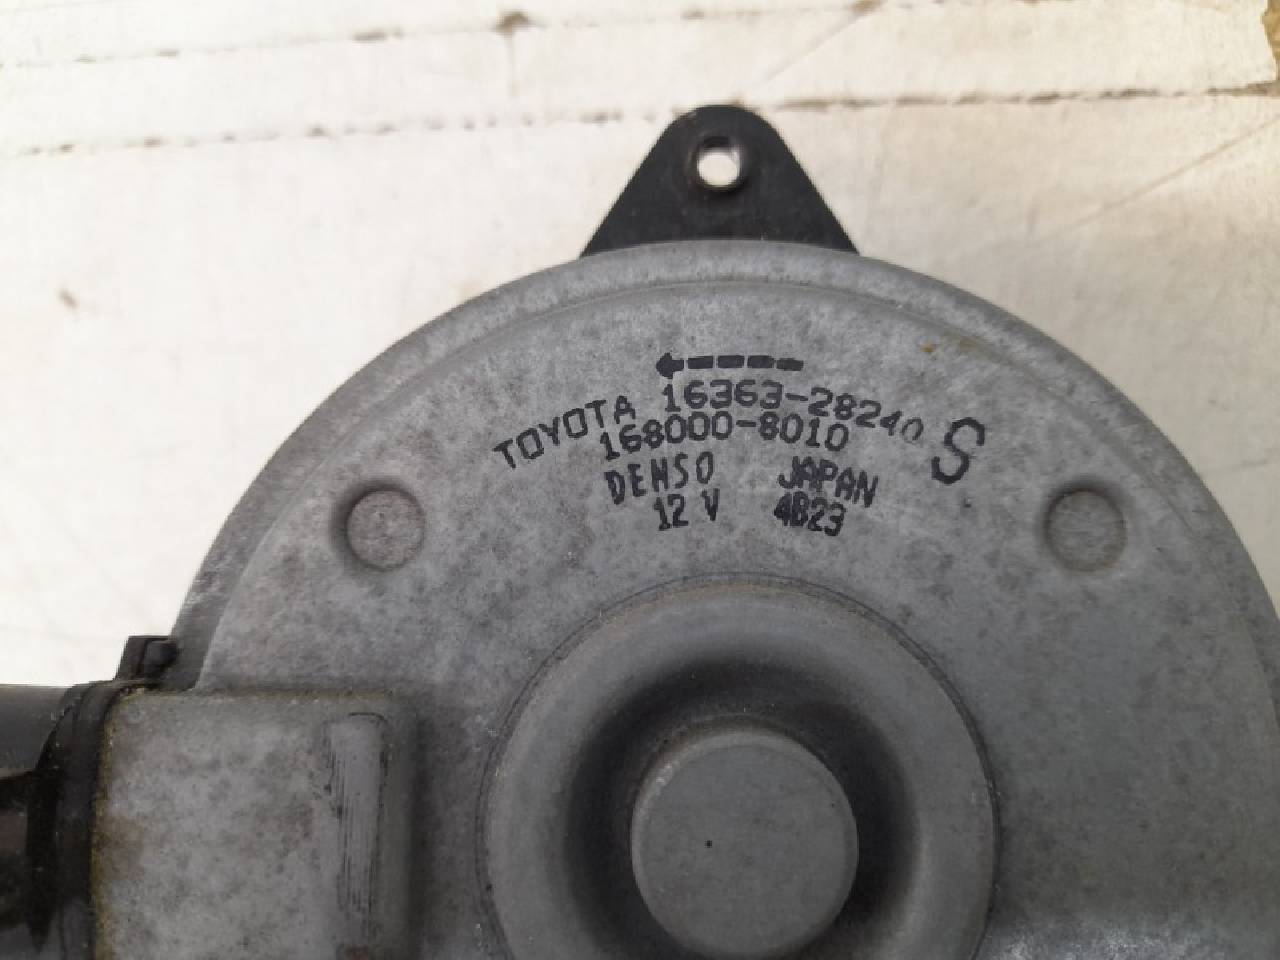 TOYOTA 16363-28240 S
168000-8010
DENSO JAPAN
12 V 4B23